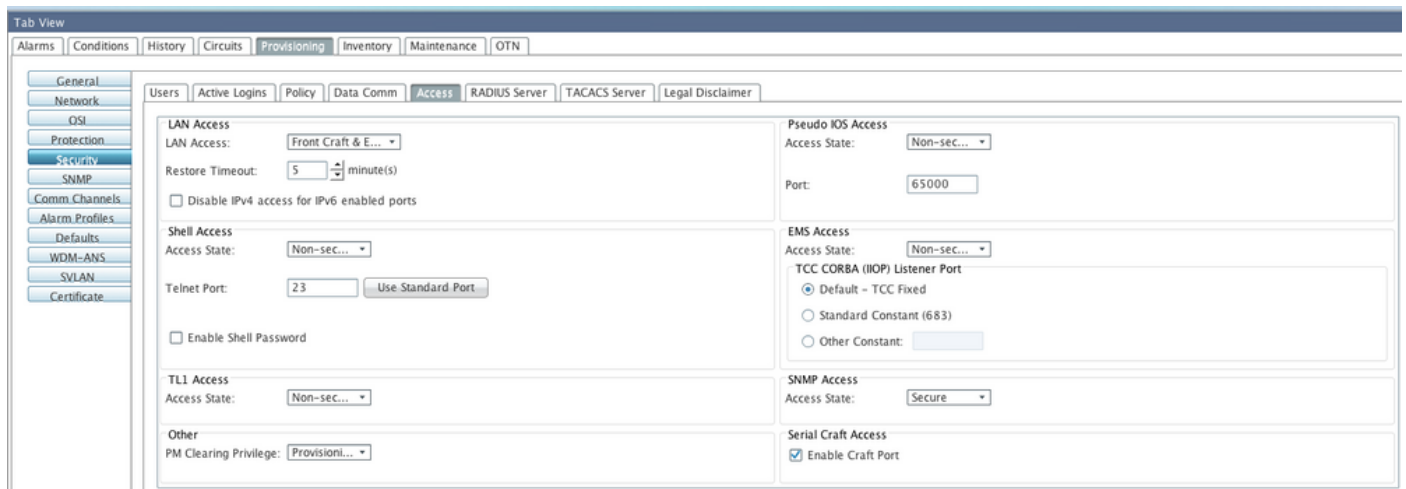 Tab View
Alarms Conditions History Circuits Provisioning Inventory Maintenance OTN
General
Network
OSI
Protection
Security
SNMP
Comm Channels
Alarm Profiles
Defaults
WDM-ANS
SVLAN
Certificate
Users Active Logins Policy Data Comm Access RADIUS Server TACACS Server Legal Disclaimer
LAN Access
LAN Access: Front Craft & E...
Restore Timeout: 5 minute(s)
Disable IPv4 access for IPv6 enabled ports
Pseudo IOS Access
Access State: Non-sec...
Port: 65000
Shell Access
Access State: Non-sec...
Telnet Port: 23 Use Standard Port
Enable Shell Password
EMS Access
Access State: Non-sec...
TCC CORBA (IIOP) Listener Port
Default - TCC Fixed
Standard Constant (683)
Other Constant:
TL1 Access
Access State: Non-sec...
SNMP Access
Access State: Secure
Other
PM Clearing Privilege: Provisioni...
Serial Craft Access
Enable Craft Port